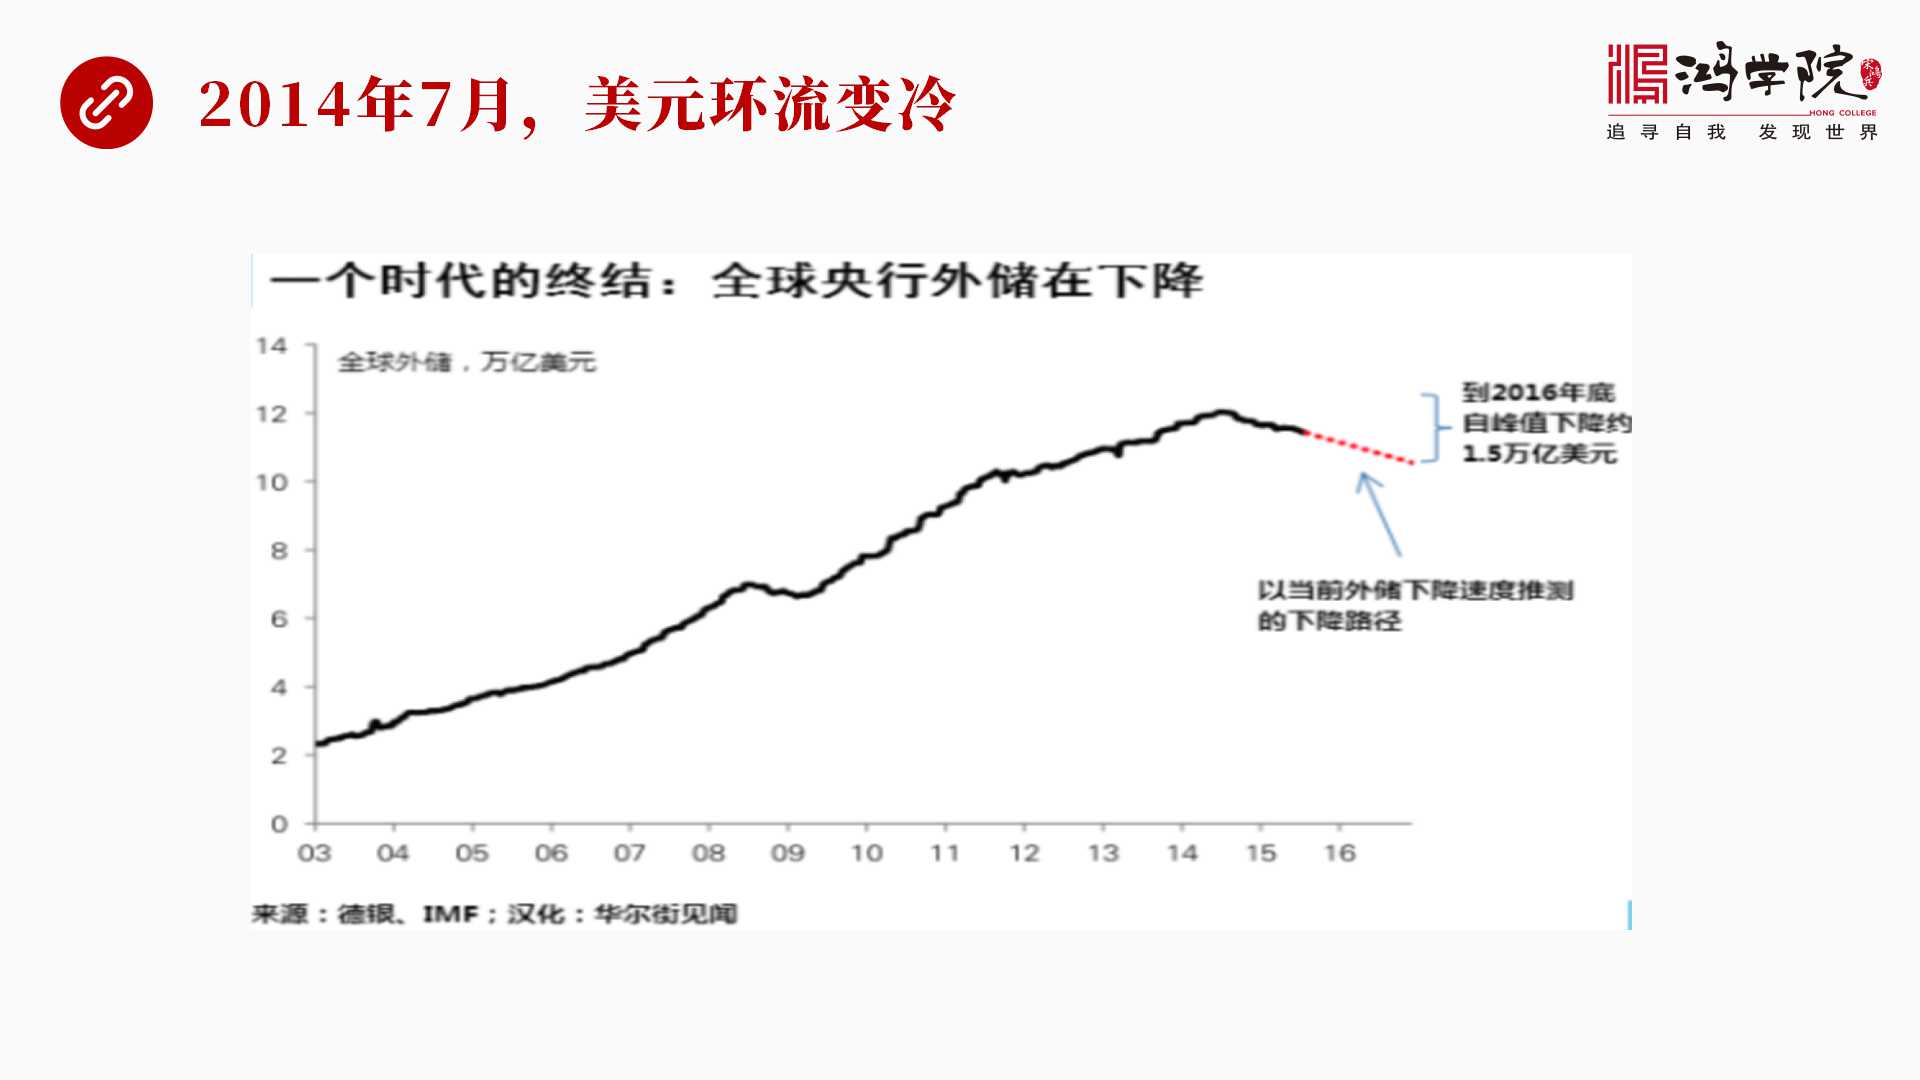 2014年7月，美元环流变冷
鸿学院
HONG COLLEGE
追寻自我 发现世界
一个时代的终结：全球央行外储在下降
全球外储，万亿美元
14
12
10
8
6
4
2
0
03 04 05 06 07 08 09 10 11 12 13 14 15 16
到2016年底
自峰值下降约
1.5万亿美元
以当前外储下降速度推测
的下降路径
来源：德银、IMF；汉化：华尔街见闻